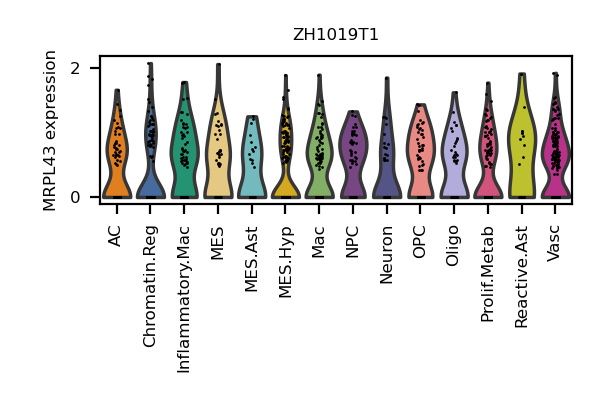 ZH1019T1
MRPL43 expression
2
0
AC
Chromatin.Reg
Inflammatory.Mac
MES
MES.Ast
MES.Hyp
Mac
NPC
Neuron
OPC
Oligo
Prolif.Metab
Reactive.Ast
Vasc